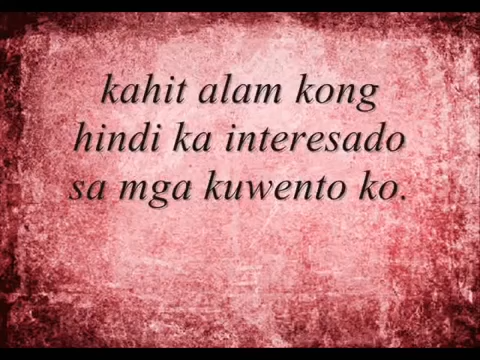 kahit alam kong
hindi ka interesado
sa mga kuwento ko.